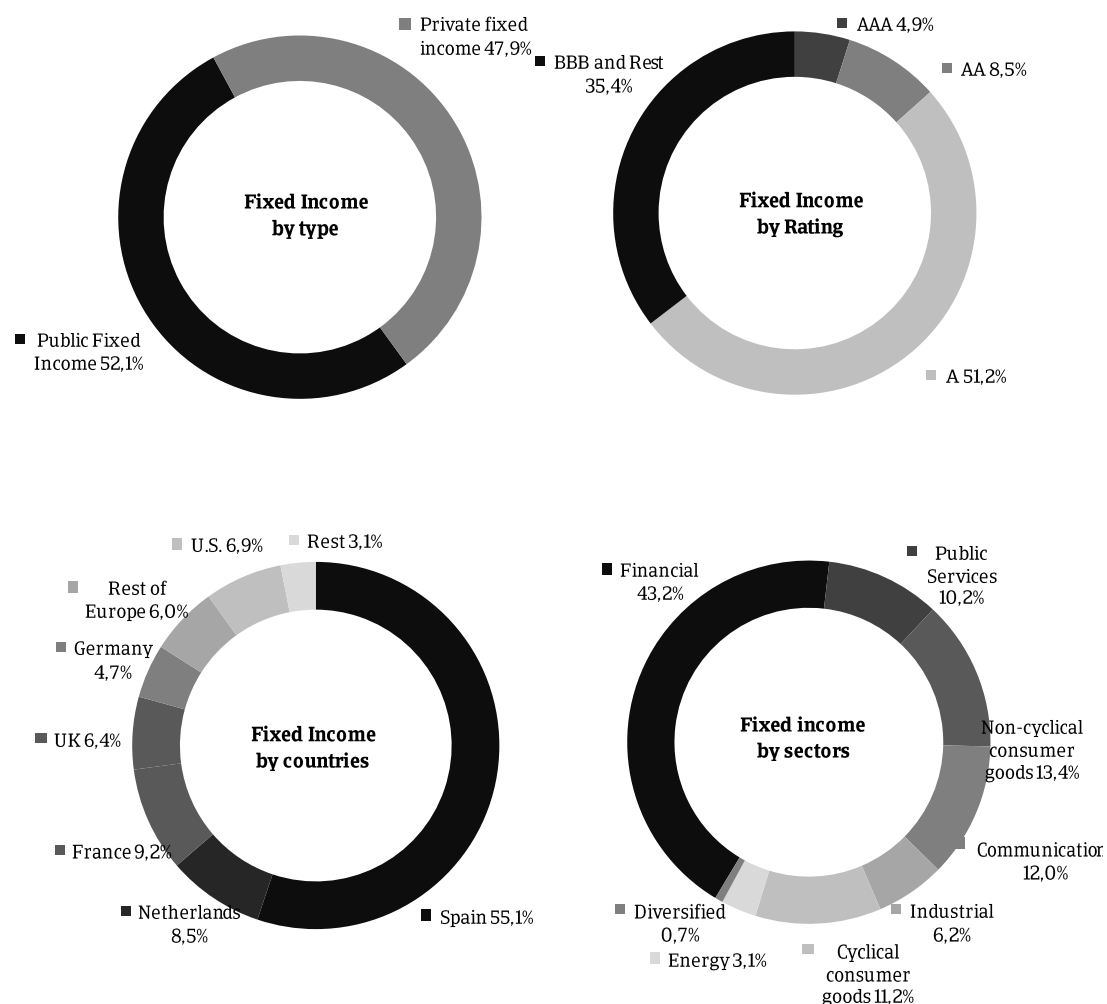 Private fixed
income 47,9%
Fixed Income
by type
Public Fixed
Income 52,1%
AAA 4,9%
BBB and Rest
35,4%
AA 8,5%
Fixed Income
by Rating
A 51,2%
U.S. 6,9%
Rest 3,1%
Rest of
Europe 6,0%
Germany
4,7%
UK 6,4%
Fixed Income
by countries
France 9,2%
Netherlands
8,5%
Spain 55,1%
Public
Services
10,2%
Financial
43,2%
Fixed income
by sectors
Non-cyclical
consumer
goods 13,4%
Communication
12,0%
Diversified
0,7%
Industrial
6,2%
Energy 3,1%
Cyclical
consumer
goods 11,2%